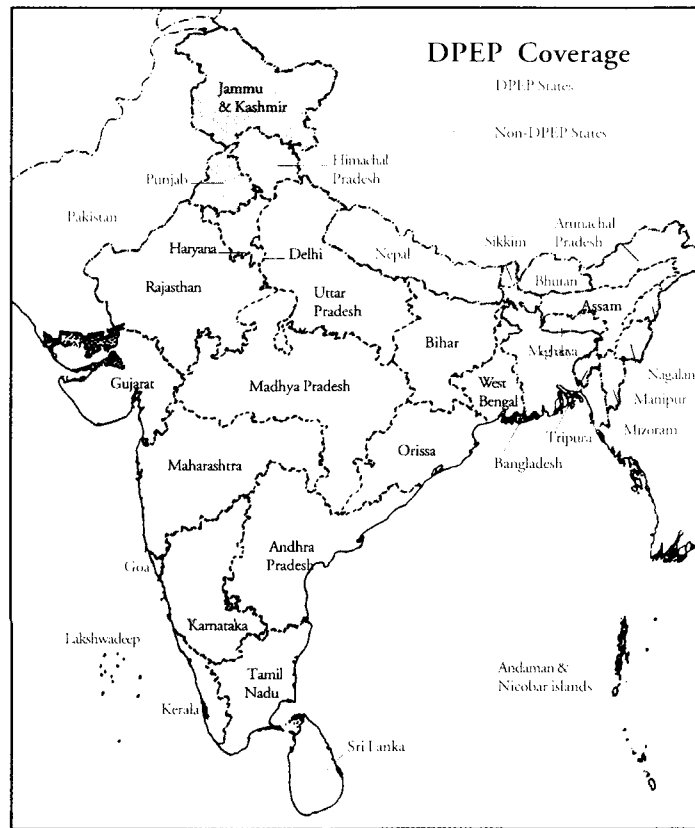 DPEP Coverage
DPEP States
Non-DPEP States
Jammu
& Kashmir
Himachal
Pradesh
Punjab
Pakistan
Haryana
Delhi
Nepal
Sikkim
Arunachal
Pradesh
Bhutan
Rajasthan
Uttar
Pradesh
Assam
Bihar
Meghalaya
Gujarat
Madhya Pradesh
West
Bengal
Nagalan
Manipur
Mizoram
Tripura
Bangladesh
Maharashtra
Orissa
Goa
Andhra
Pradesh
Karnataka
Lakshwadeep
Tamil
Nadu
Kerala
Andaman &
Nicobar islands
Sri Lanka